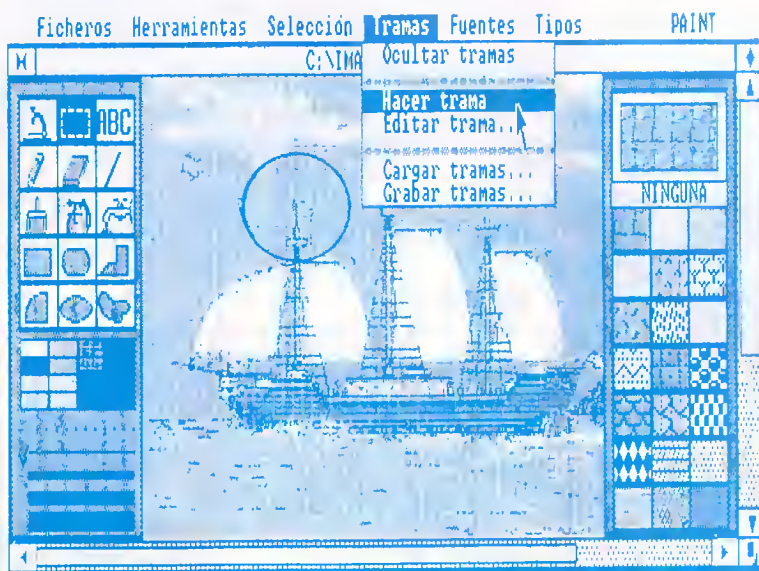 Ficheros Herramientas Selección Tramas Fuentes Tipos PAINT
C:\IMA
Ocultar tramas
Hacer trama
Editar trama...
Cargar tramas...
Grabar tramas...
ABC
NINGUNA